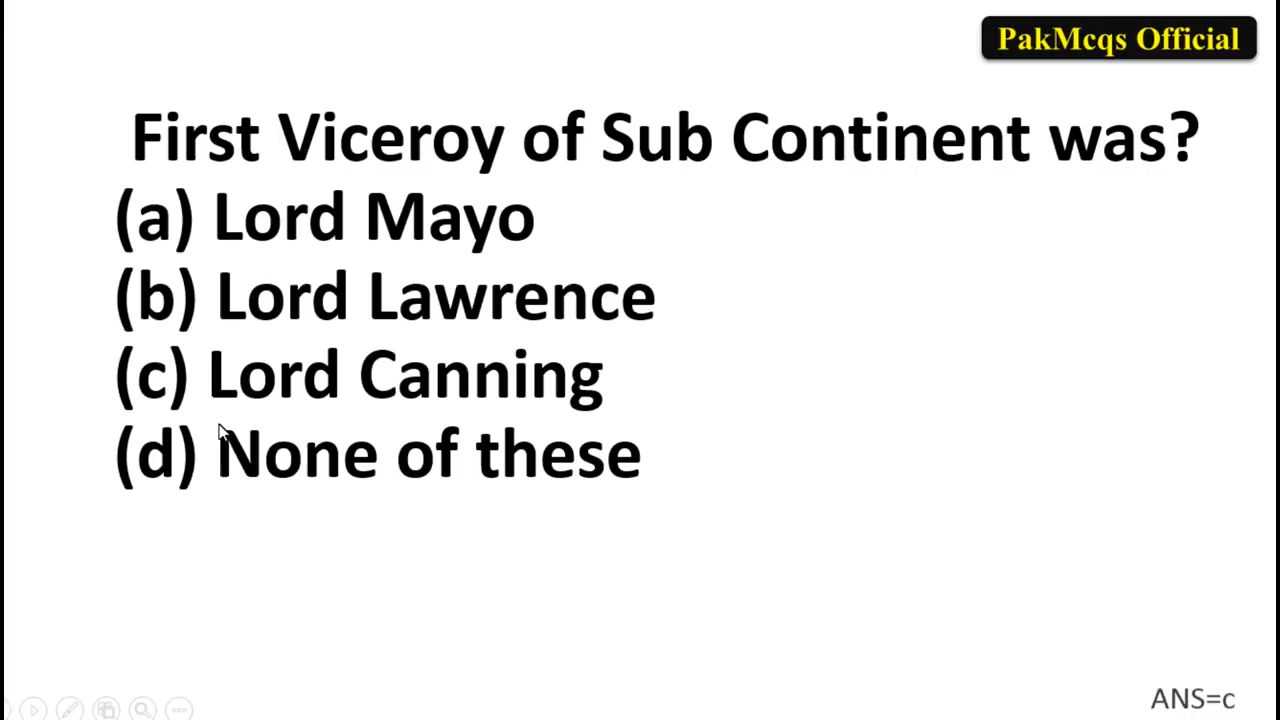 PakMcqs Official
First Viceroy of Sub Continent was?
(a) Lord Mayo
(b) Lord Lawrence
(c) Lord Canning
(d) None of these
ANS=c